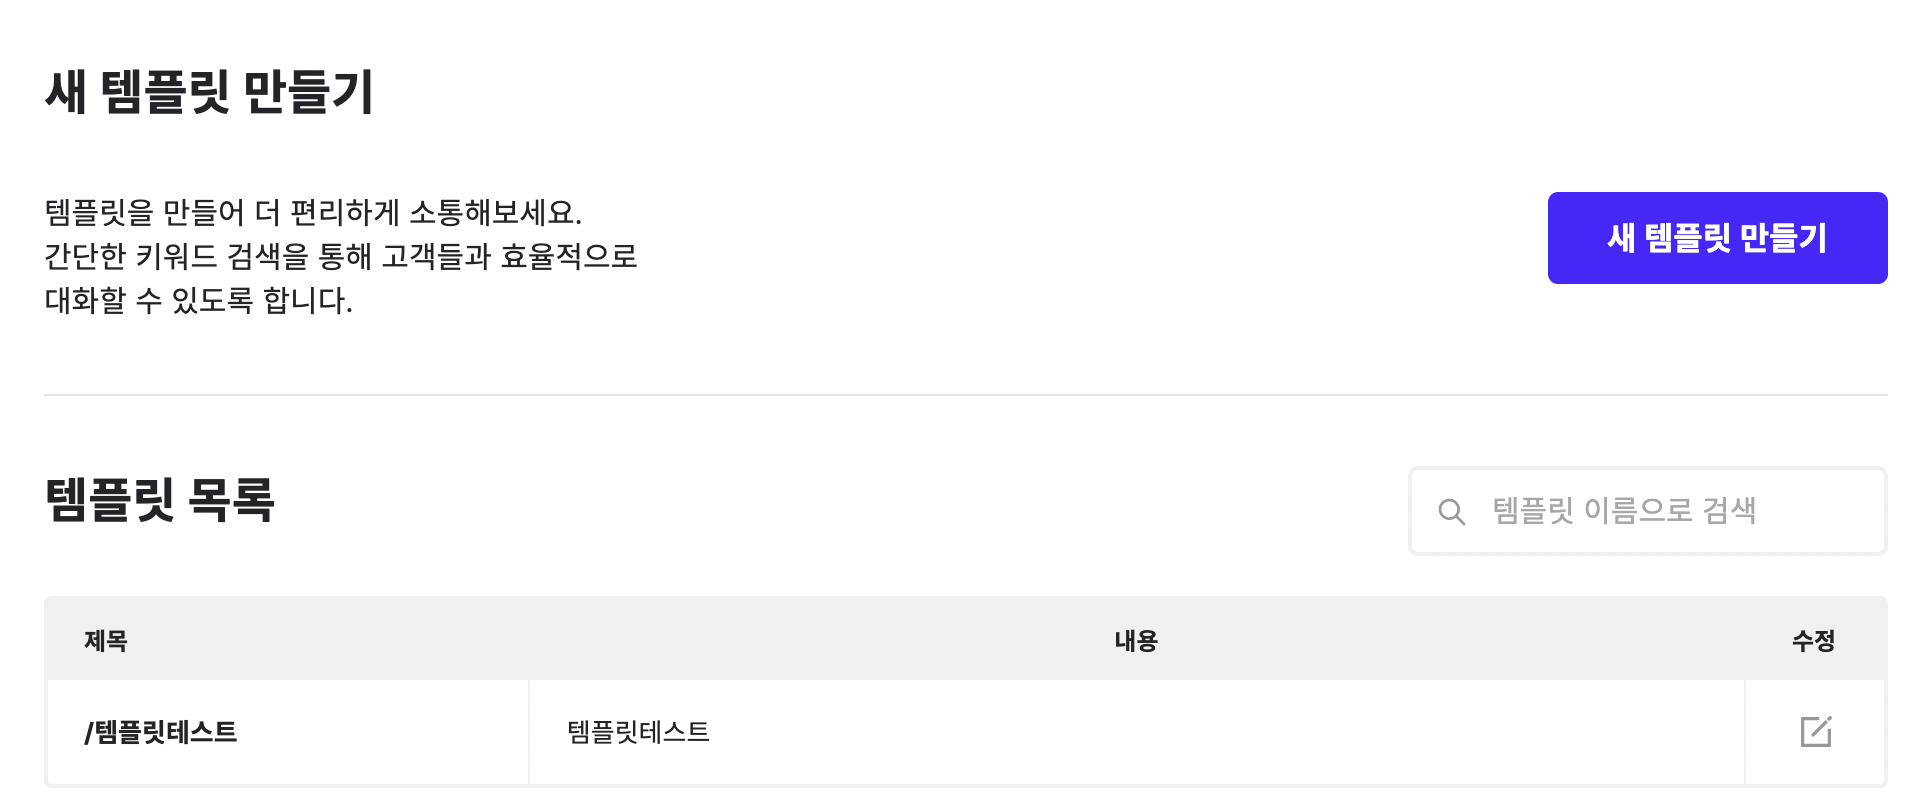 새 템플릿 만들기
템플릿을 만들어 더 편리하게 소통해보세요.
간단한 키워드 검색을 통해 고객들과 효율적으로
대화할 수 있도록 합니다.
새 템플릿 만들기
템플릿 목록
템플릿 이름으로 검색
제목 내용 수정
/템플릿테스트 템플릿테스트